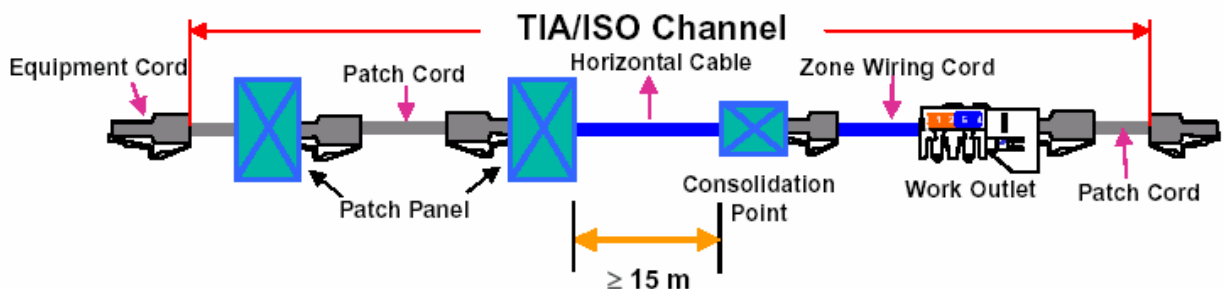 TIA/ISO Channel
Equipment Cord
Patch Cord
Horizontal Cable
Zone Wiring Cord
Patch Panel
Consolidation
Point
Work Outlet
Patch Cord
≥ 15 m